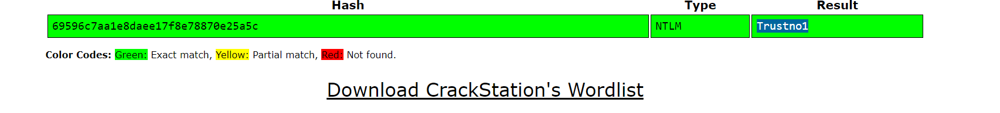 Hash Type Result
69596c7aa1e8daee17f8e78870e25a5c NTLM Trustno1
Color Codes: Green: Exact match, Yellow: Partial match, Red: Not found.
Download CrackStation's Wordlist